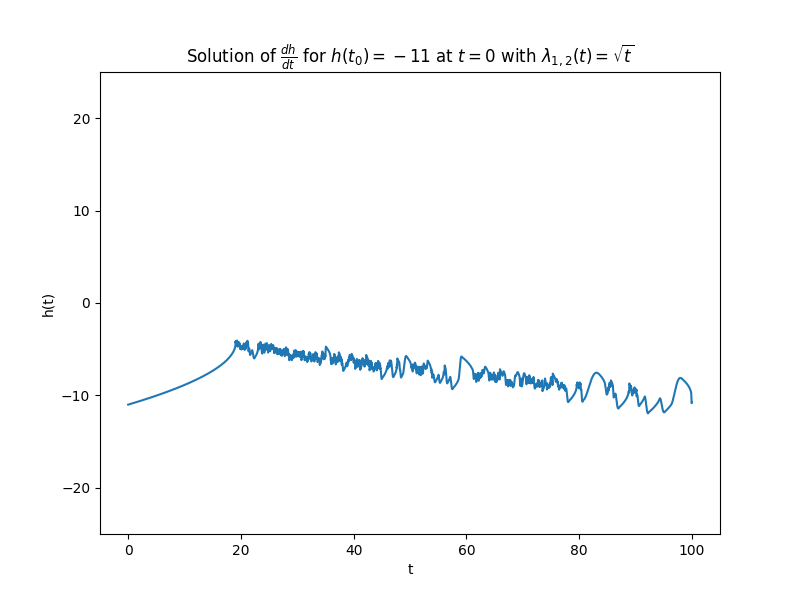 Solution of $\frac{dh}{dt}$ for $h(t_0) = -11$ at $t = 0$ with $\lambda_{1,2}(t) = \sqrt{t}$
20
10
0
−10
−20
h(t)
0 20 40 60 80 100
t